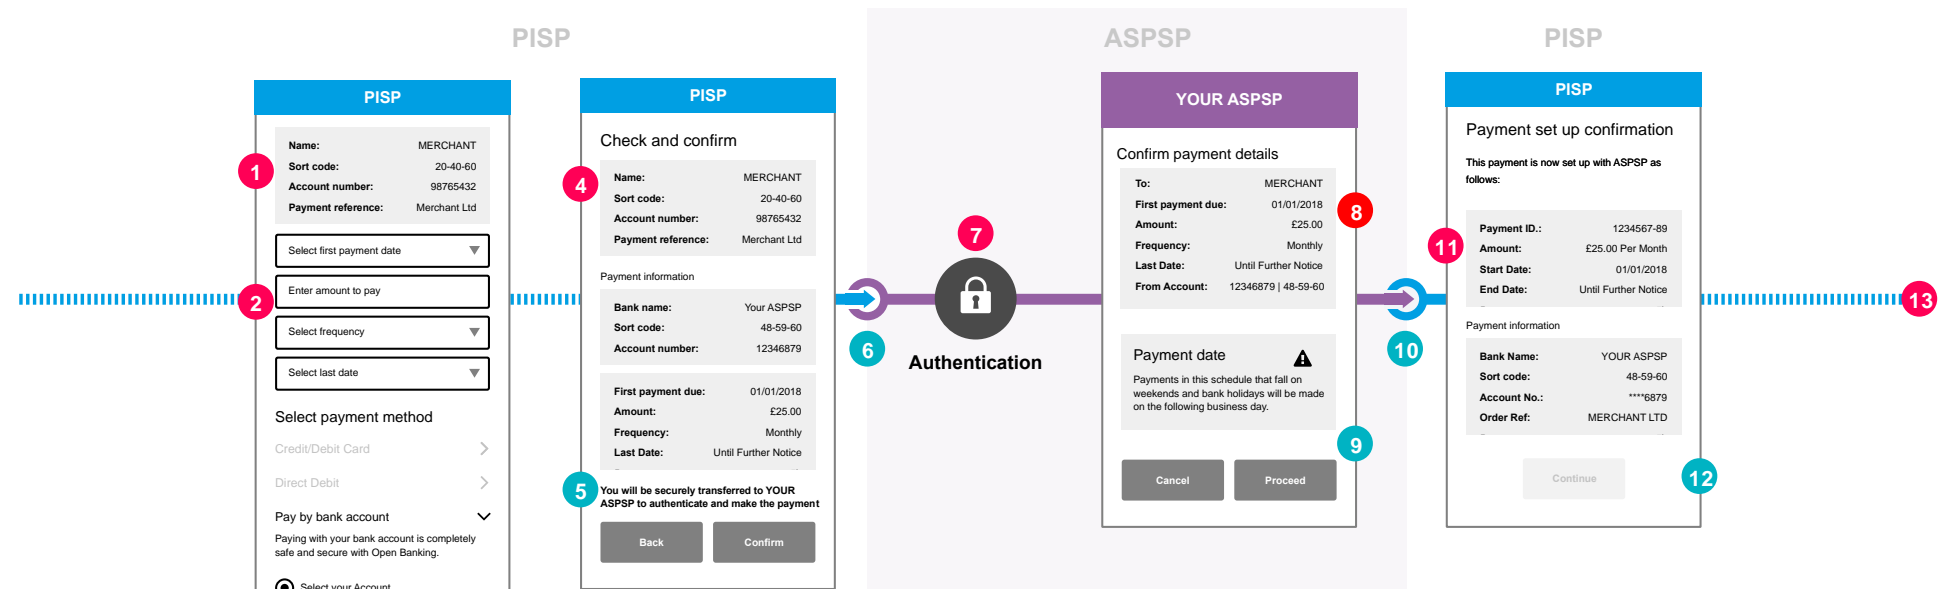 PISP
ASPSP
PISP
PISP
Name: MERCHANT
1
Sort code: 20-40-60
Account number: 98765432
Payment reference: Merchant Ltd
Select first payment date
2
Enter amount to pay
Select frequency
Select last date
Select payment method
Credit/Debit Card
Direct Debit
Pay by bank account
Paying with your bank account is completely
safe and secure with Open Banking.
Select your Account
PISP
Check and confirm
4
Name: MERCHANT
Sort code: 20-40-60
Account number: 98765432
Payment reference: Merchant Ltd
Payment information
Bank name: Your ASPSP
Sort code: 48-59-60
Account number: 12346879
First payment due: 01/01/2018
Amount: £25.00
Frequency: Monthly
Last Date: Until Further Notice
5
You will be securely transferred to YOUR
ASPSP to authenticate and make the payment
Back
Confirm
6
7
Authentication
YOUR ASPSP
Confirm payment details
To: MERCHANT
First payment due: 01/01/2018
8
Amount: £25.00
Frequency: Monthly
Last Date: Until Further Notice
From Account: 12346879 | 48-59-60
Payment date
Payments in this schedule that fall on
weekends and bank holidays will be made
on the following business day.
9
Cancel
Proceed
10
PISP
Payment set up confirmation
This payment is now set up with ASPSP as
follows:
11
Payment ID.: 1234567-89
Amount: £25.00 Per Month
Start Date: 01/01/2018
End Date: Until Further Notice
Payment information
Bank Name: YOUR ASPSP
Sort code: 48-59-60
Account No.: ****6879
Order Ref: MERCHANT LTD
Continue
12
13